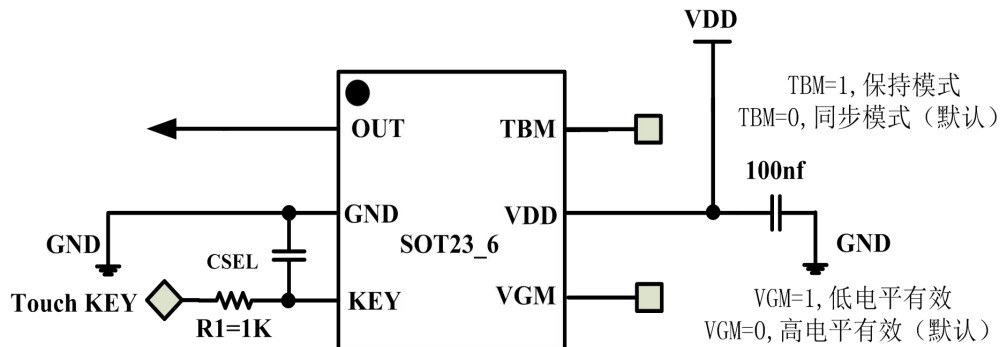 VDD
TBM=1,保持模式
TBM=0,同步模式（默认）
OUT
TBM
100nf
GND
VDD
GND
SOT23_6
GND
CSEL
Touch KEY
KEY
VGM
R1=1K
VGM=1,低电平有效
VGM=0,高电平有效（默认）